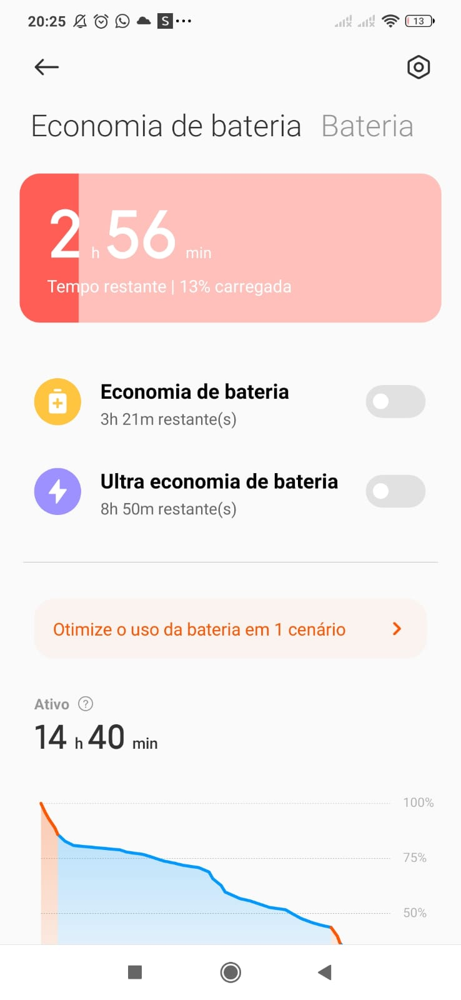 20:25 S 13
Economia de bateria Bateria
2 h 56 min
Tempo restante | 13% carregada
Economia de bateria
3h 21m restante(s)
Ultra economia de bateria
8h 50m restante(s)
Otimize o uso da bateria em 1 cenário
Ativo ?
14 h 40 min
100%
75%
50%